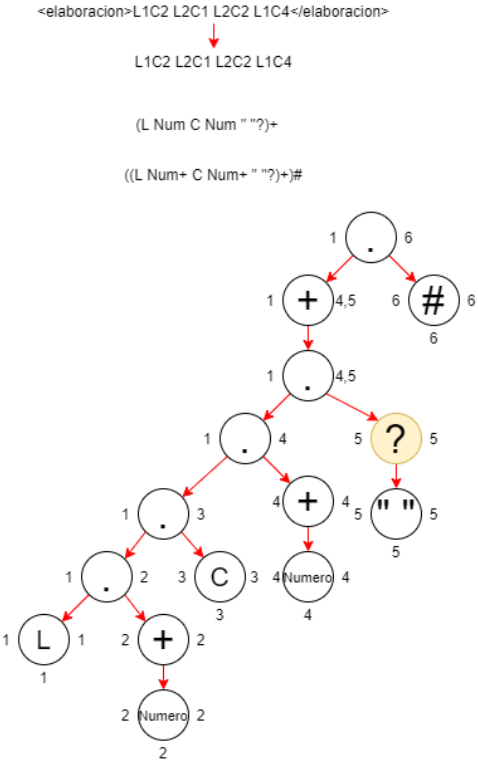 <elaboracion>L1C2 L2C1 L2C2 L1C4</elaboracion>
L1C2 L2C1 L2C2 L1C4
(L Num C Num " "?)+
((L Num+ C Num+ " "?)+)#
1 . 6
1 + 4,5 6 # 6
6
1 . 4,5
1 . 4 5 ? 5
1 . 3 4 + 4 5 " " 5
5
1 . 2 3 C 3 4 Numero 4
3 4
1 L 1 2 + 2
1
2 Numero 2
2